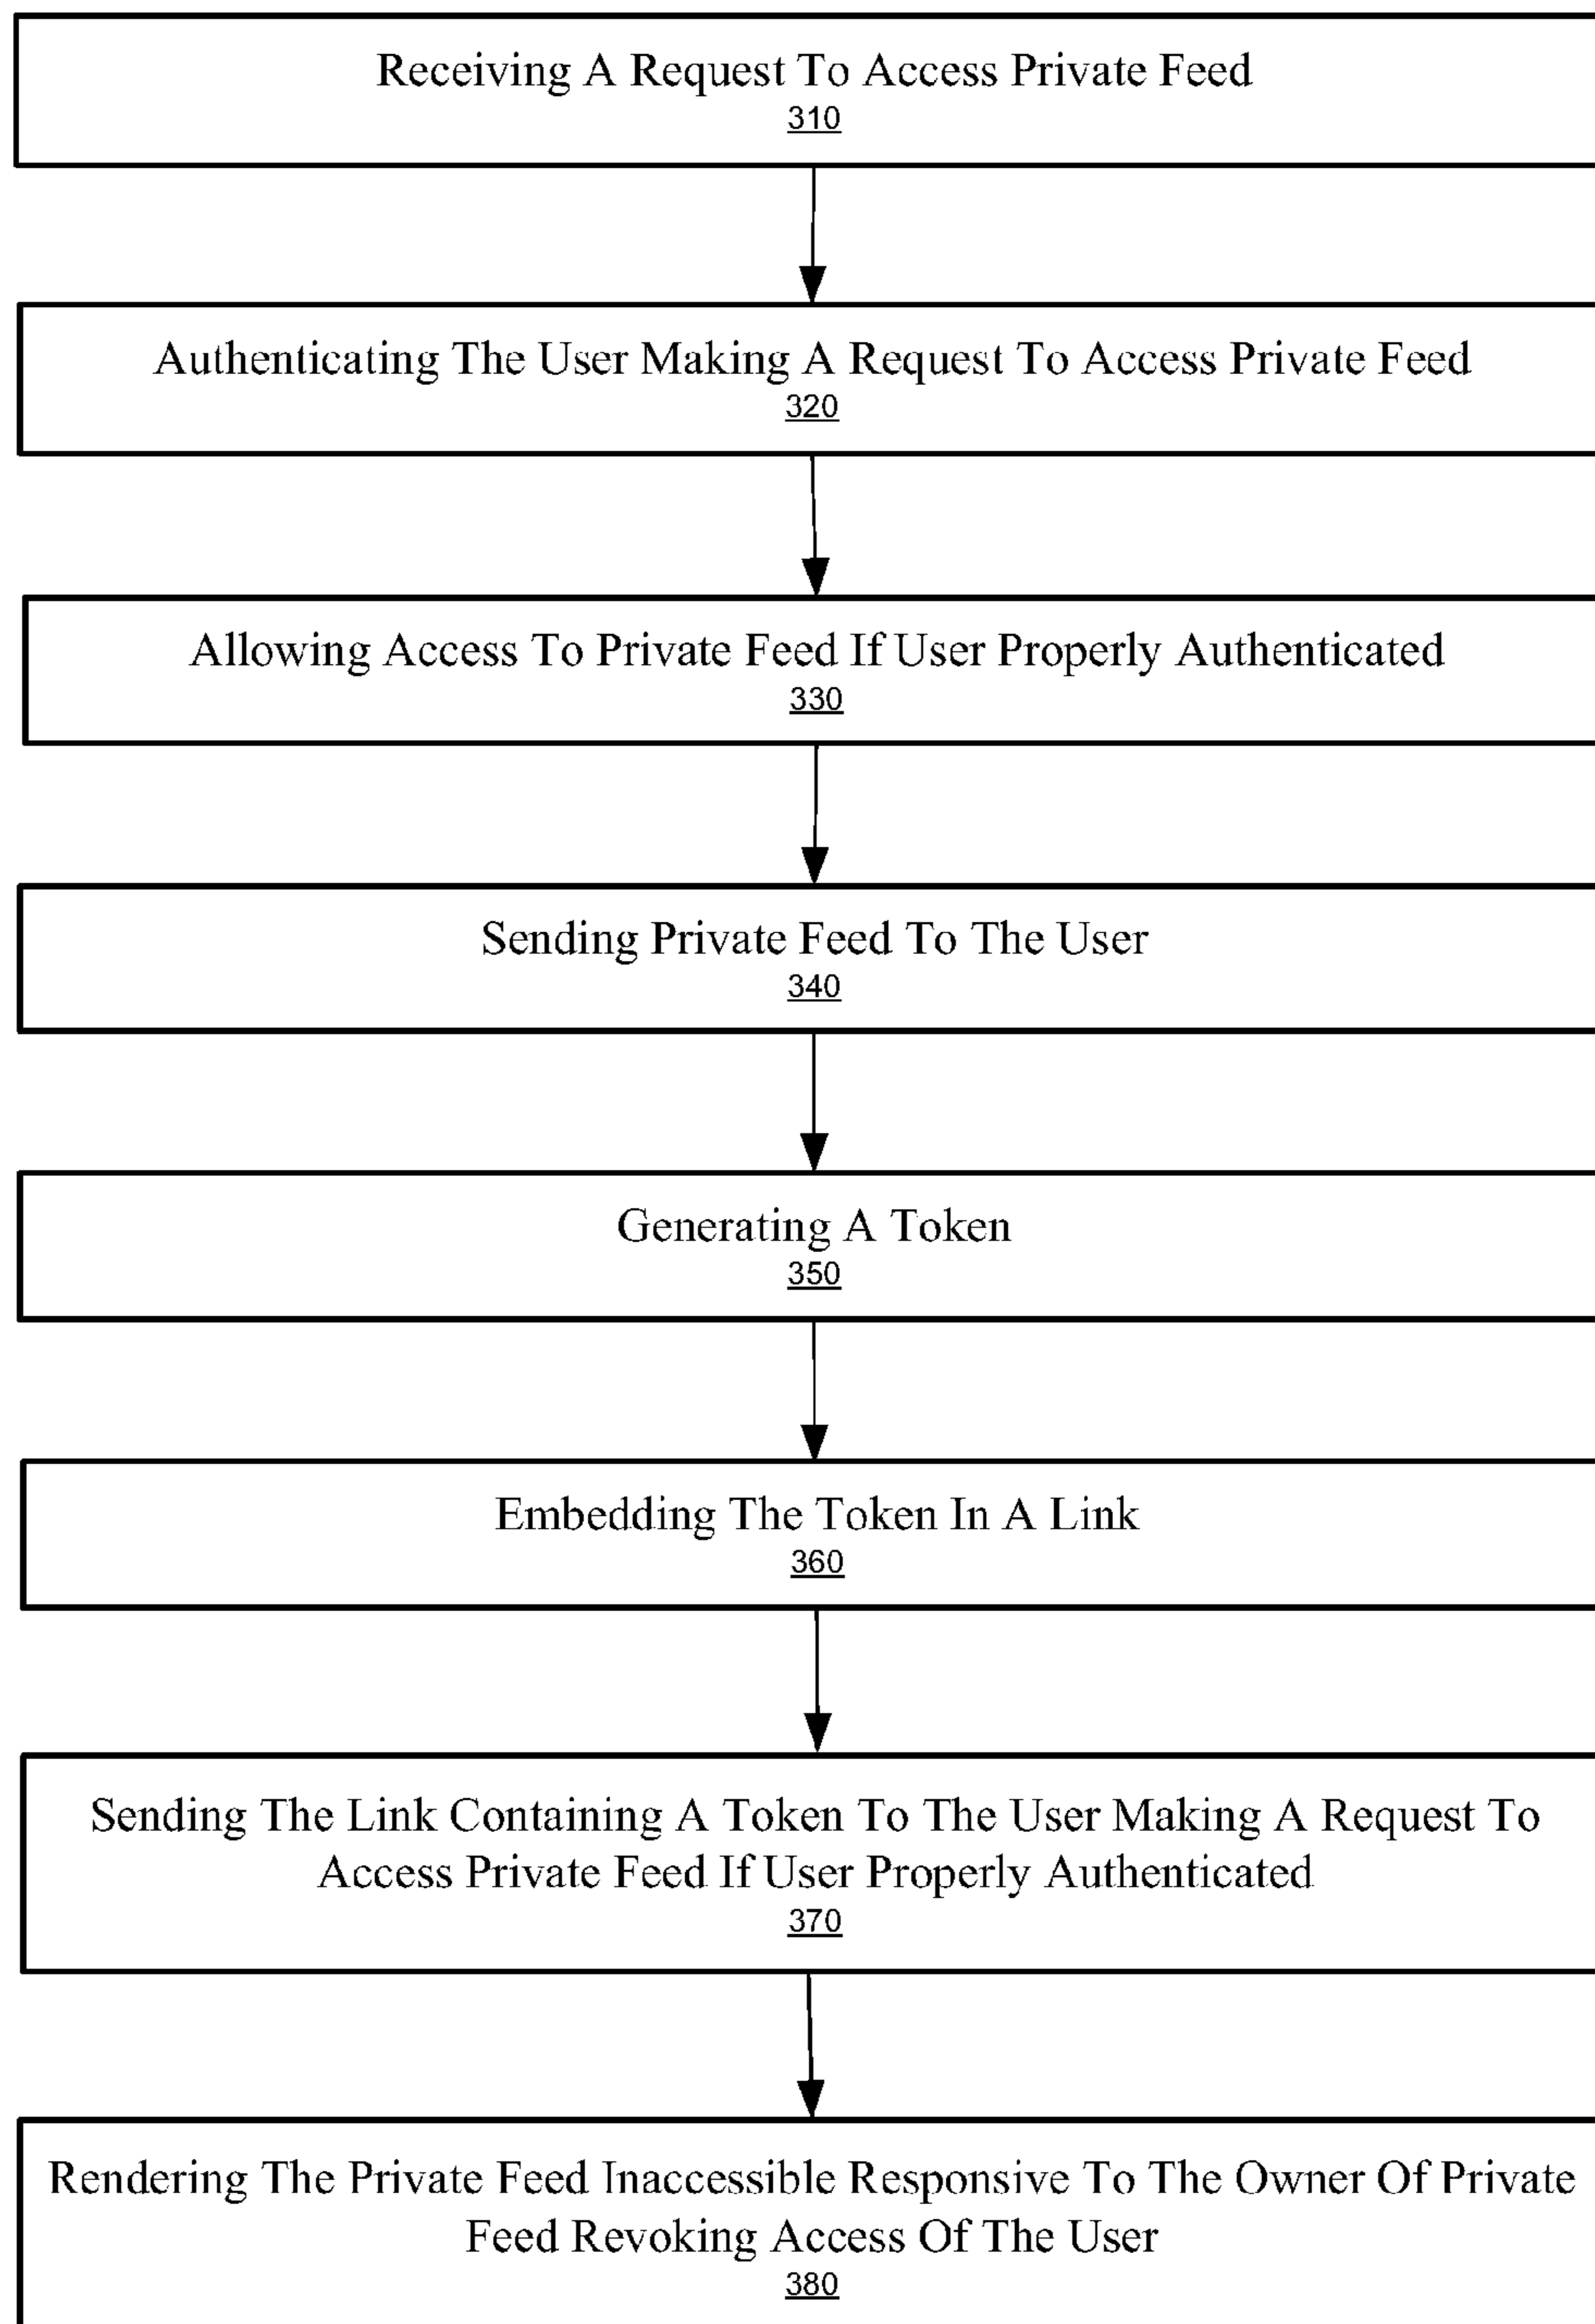 Receiving A Request To Access Private Feed
310
Authenticating The User Making A Request To Access Private Feed
320
Allowing Access To Private Feed If User Properly Authenticated
330
Sending Private Feed To The User
340
Generating A Token
350
Embedding The Token In A Link
360
Sending The Link Containing A Token To The User Making A Request To
Access Private Feed If User Properly Authenticated
370
Rendering The Private Feed Inaccessible Responsive To The Owner Of Private
Feed Revoking Access Of The User
380